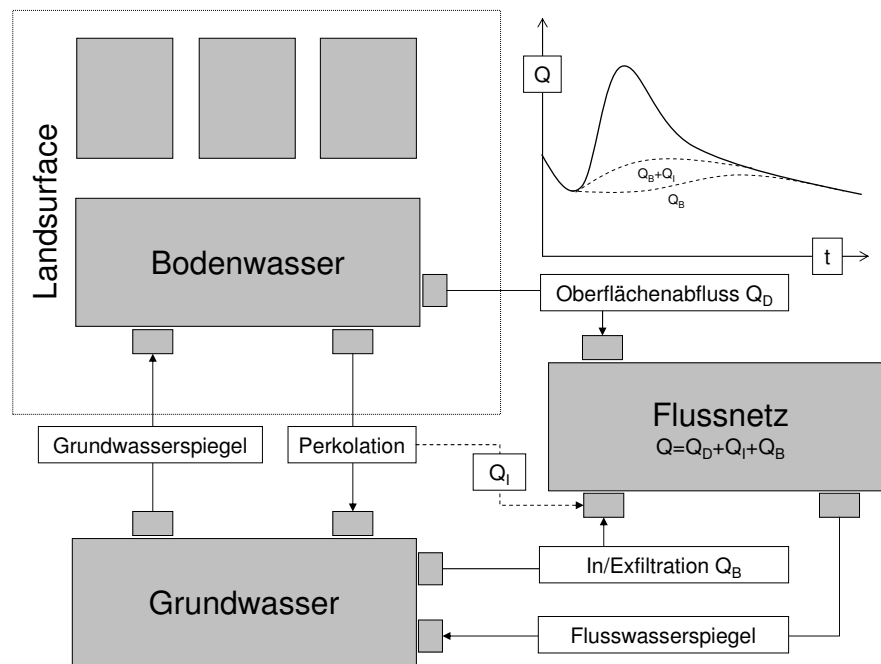 Landsurface
Q
Q_B+Q_I
Q_B
t
Bodenwasser
Oberflächenabfluss Q_D
Flussnetz
Q=Q_D+Q_I+Q_B
Grundwasserspiegel
Perkolation
Q_I
In/Exfiltration Q_B
Grundwasser
Flusswasserspiegel